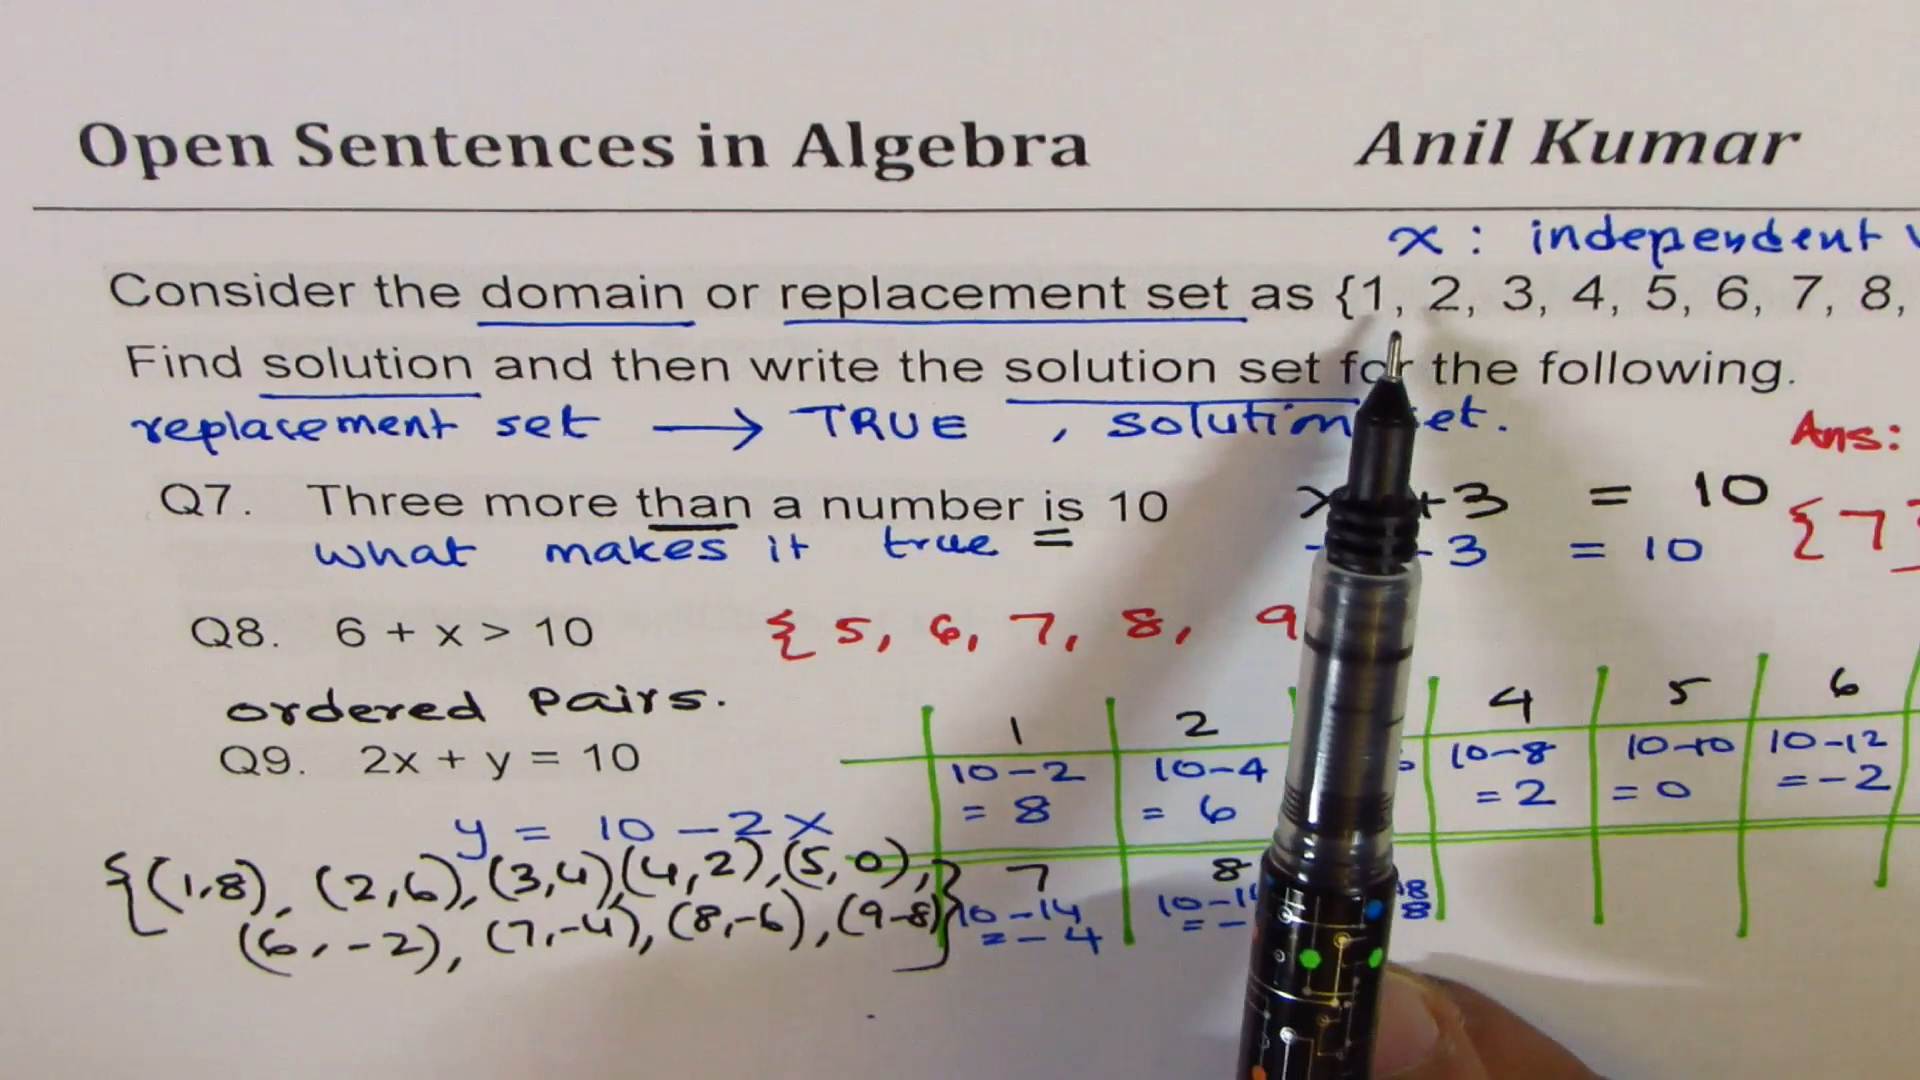 Open Sentences in Algebra Anil Kumar
x : independent
Consider the domain or replacement set as {1, 2, 3, 4, 5, 6, 7, 8,
Find solution and then write the solution set for the following.
replacement set → TRUE , solution et.
Ans:
Q7. Three more than a number is 10 x +3 = 10
{7}
what makes it true = 3 = 10
Q8. 6 + x > 10 { 5, 6, 7, 8, 9
ordered Pairs.
1 2 4 5 6
Q9. 2x + y = 10
10-2 10-4 10-8 10-10 10-12
= 8 = 6 = 2 = 0 = -2
y = 10 - 2x
{(1,8), (2,6), (3,4), (4,2), (5,0),
7 8
(6,-2), (7,-4), (8,-6), (9-8)}
10-14
= -4